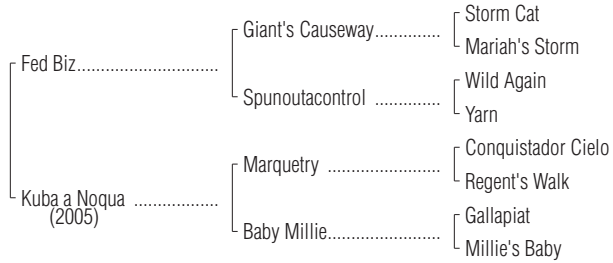 Storm Cat
Giant's Causeway..............
Mariah's Storm
Fed Biz..............................
Wild Again
Spunoutacontrol ..............
Yarn
Conquistador Cielo
Marquetry ........................
Regent's Walk
Kuba a Noqua ..................
(2005)
Gallapiat
Baby Millie........................
Millie's Baby